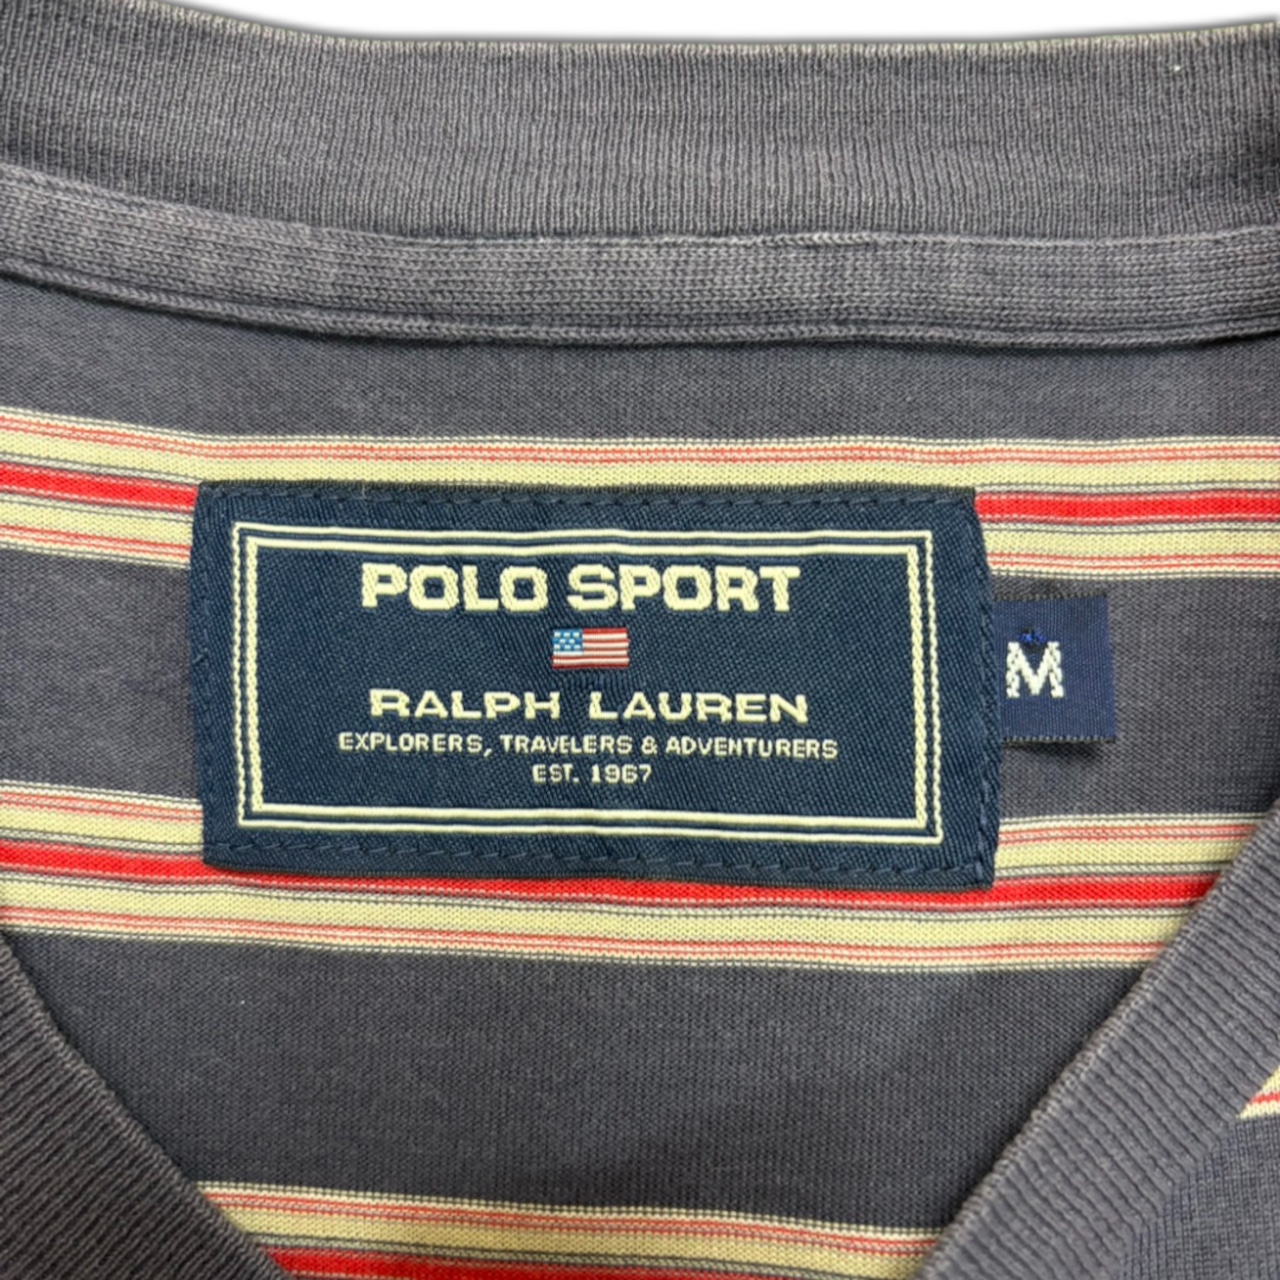 POLO SPORT
RALPH LAUREN
EXPLORERS, TRAVELERS & ADVENTURERS
EST. 1967
M